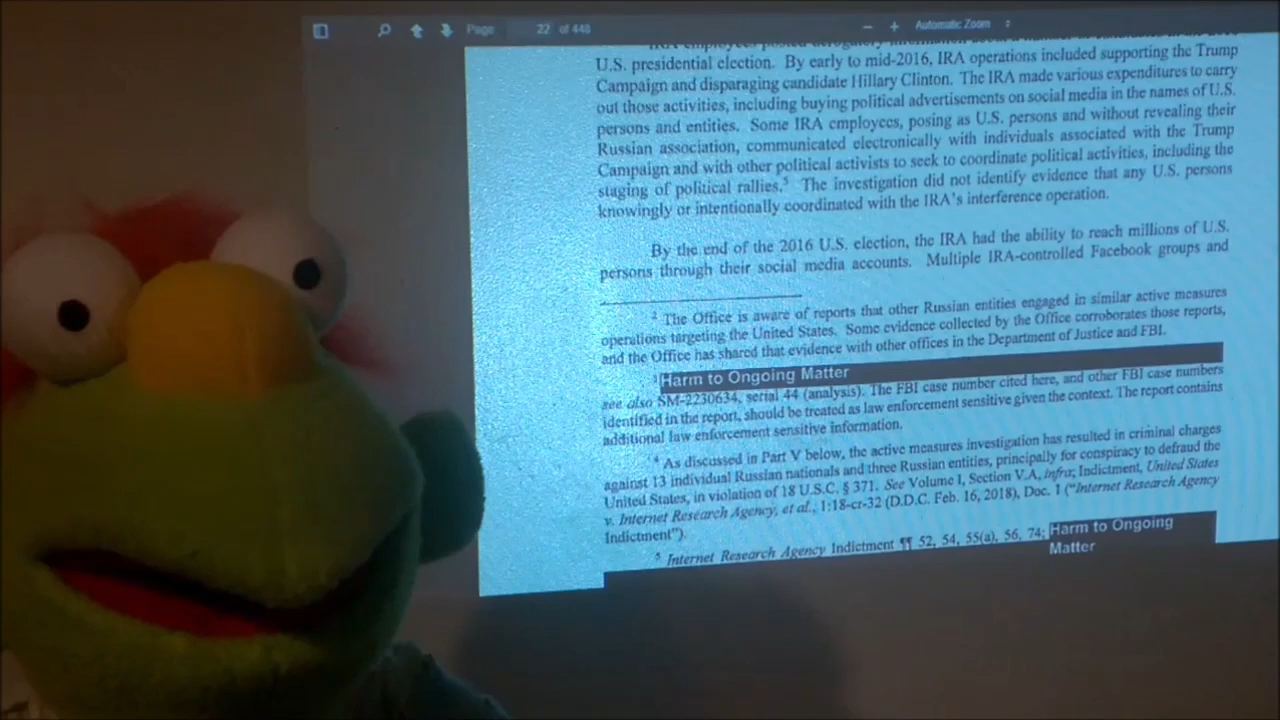 Page 22 of 448 − + Automatic Zoom
IRA employees posted derogatory information
U.S. presidential election. By early to mid-2016, IRA operations included supporting the Trump
Campaign and disparaging candidate Hillary Clinton. The IRA made various expenditures to carry
out those activities, including buying political advertisements on social media in the names of U.S.
persons and entities. Some IRA employees, posing as U.S. persons and without revealing their
Russian association, communicated electronically with individuals associated with the Trump
Campaign and with other political activists to seek to coordinate political activities, including the
staging of political rallies.5 The investigation did not identify evidence that any U.S. persons
knowingly or intentionally coordinated with the IRA's interference operation.
By the end of the 2016 U.S. election, the IRA had the ability to reach millions of U.S.
persons through their social media accounts. Multiple IRA-controlled Facebook groups and
2 The Office is aware of reports that other Russian entities engaged in similar active measures
operations targeting the United States. Some evidence collected by the Office corroborates those reports,
and the Office has shared that evidence with other offices in the Department of Justice and FBI.
3 Harm to Ongoing Matter
see also SM-2230634, serial 44 (analysis). The FBI case number cited here, and other FBI case numbers
identified in the report, should be treated as law enforcement sensitive given the context. The report contains
additional law enforcement sensitive information.
4 As discussed in Part V below, the active measures investigation has resulted in criminal charges
against 13 individual Russian nationals and three Russian entities, principally for conspiracy to defraud the
United States, in violation of 18 U.S.C. § 371. See Volume I, Section V.A, infra; Indictment, United States
v. Internet Research Agency, et al., 1:18-cr-32 (D.D.C. Feb. 16, 2018), Doc. 1 ("Internet Research Agency
Indictment").
5 Internet Research Agency Indictment ¶¶ 52, 54, 55(a), 56, 74; Harm to Ongoing
Matter